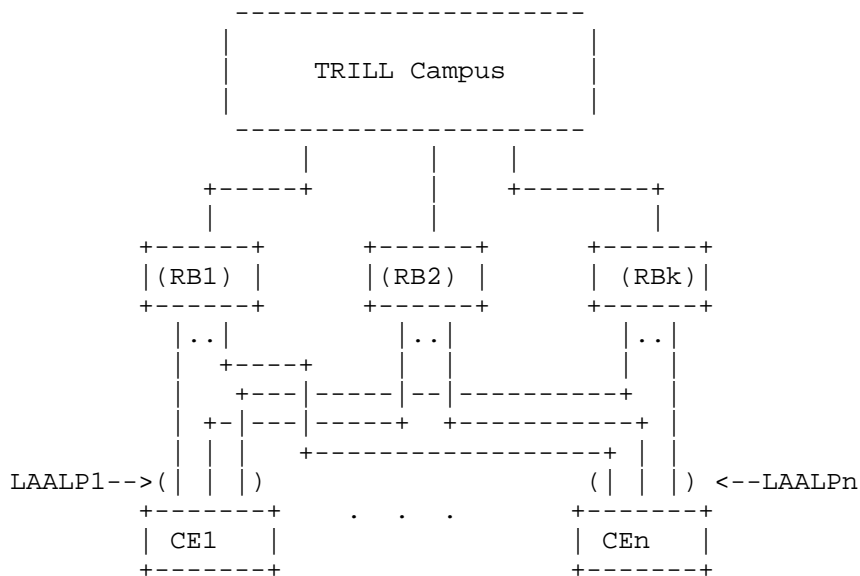 TRILL Campus
(RB1) (RB2) (RBk)
LAALP1-->( ) ( ) <--LAALPn
. . .
CE1 CEn